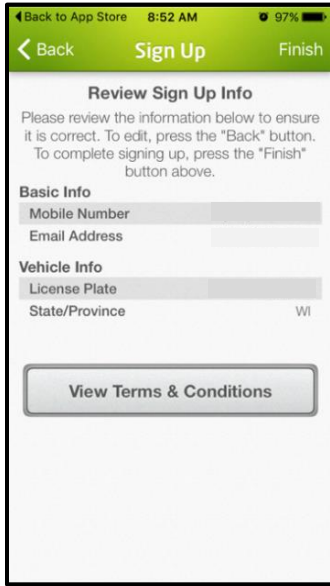 Back to App Store 8:52 AM 97%
Back Sign Up Finish
Review Sign Up Info
Please review the information below to ensure
it is correct. To edit, press the "Back" button.
To complete signing up, press the "Finish"
button above.
Basic Info
Mobile Number
Email Address
Vehicle Info
License Plate
State/Province WI
View Terms & Conditions